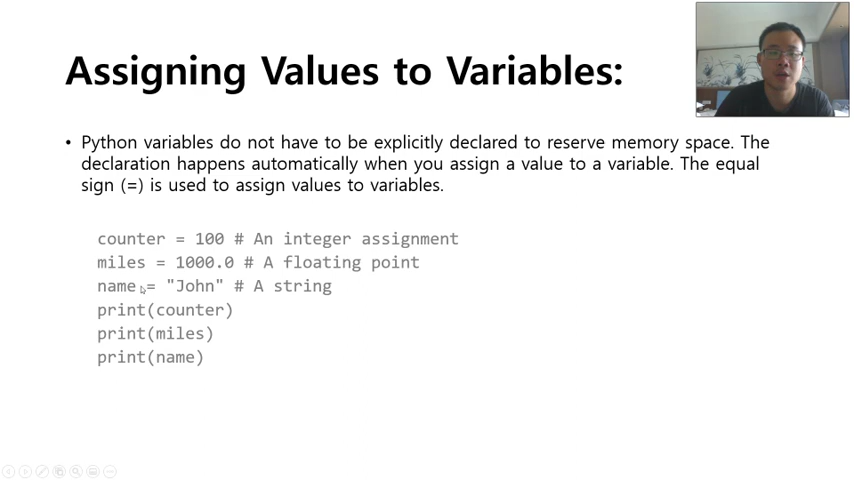 Assigning Values to Variables:
• Python variables do not have to be explicitly declared to reserve memory space. The
declaration happens automatically when you assign a value to a variable. The equal
sign (=) is used to assign values to variables.
counter = 100 # An integer assignment
miles = 1000.0 # A floating point
name = "John" # A string
print(counter)
print(miles)
print(name)